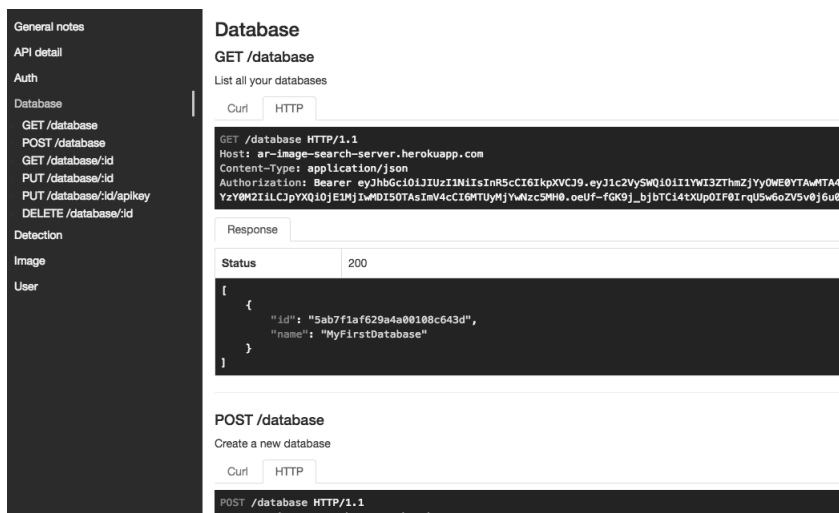 General notes
API detail
Auth
Database
GET /database
POST /database
GET /database/:id
PUT /database/:id
PUT /database/:id/apikey
DELETE /database/:id
Detection
Image
User
Database
GET /database
List all your databases
Curl HTTP
GET /database HTTP/1.1
Host: ar-image-search-server.herokuapp.com
Content-Type: application/json
Authorization: Bearer eyJhbGciOiJIUzI1NiIsInR5cCI6IkpXVCJ9.eyJ1c2VySWQiOiI1YWI3ZThmZjYyOWE0YTAwMTA4
YzY0M2IiLCJpYXQiOjE1MjIwMDI5OTAsImV4cCI6MTUyMjYwNzc5MH0.oeUf-fGK9j_bjbTCi4tXUpOIF0IrqU5w6oZV5v0j6u0
Response
Status 200
[
{
"id": "5ab7f1af629a4a00108c643d",
"name": "MyFirstDatabase"
}
]
POST /database
Create a new database
Curl HTTP
POST /database HTTP/1.1